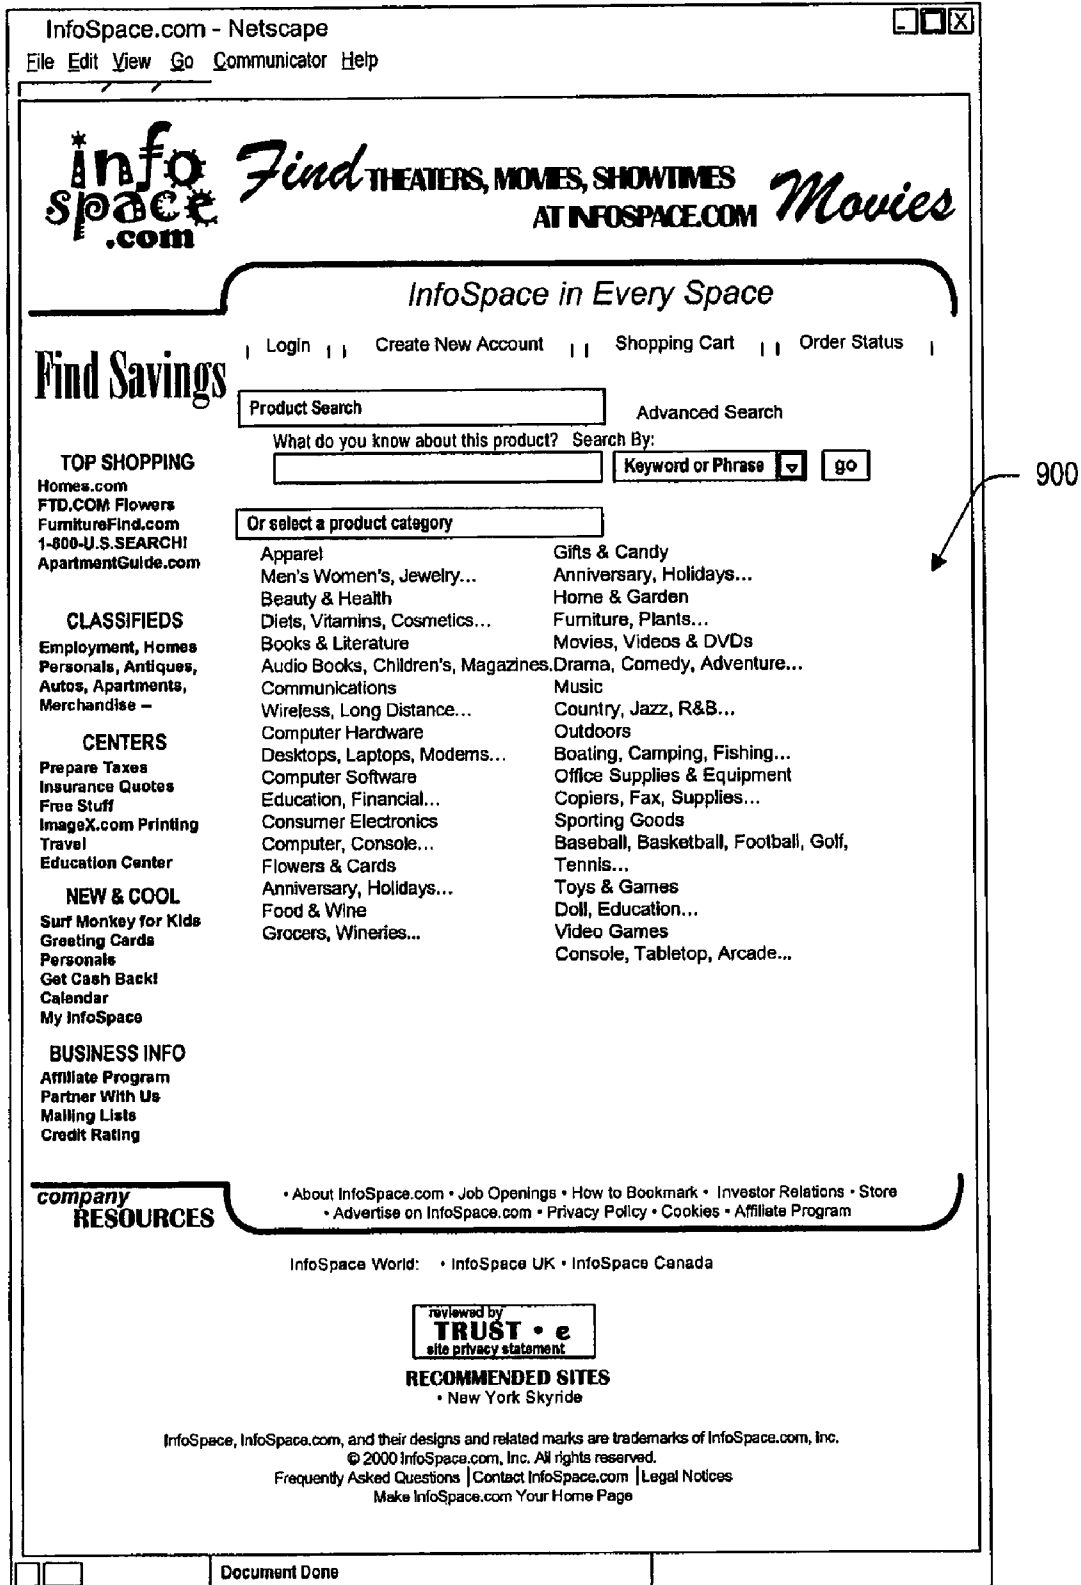 InfoSpace.com - Netscape
File Edit View Go Communicator Help
info
space
.com
Find THEATERS, MOVIES, SHOWTIMES
AT INFOSPACE.COM Movies
InfoSpace in Every Space
Find Savings
Login Create New Account Shopping Cart Order Status
Product Search
Advanced Search
What do you know about this product? Search By:
Keyword or Phrase go
900
Or select a product category
TOP SHOPPING
Homes.com
FTD.COM Flowers
FurnitureFind.com
1-800-U.S.SEARCH!
ApartmentGuide.com
CLASSIFIEDS
Employment, Homes
Personals, Antiques,
Autos, Apartments,
Merchandise –
CENTERS
Prepare Taxes
Insurance Quotes
Free Stuff
ImageX.com Printing
Travel
Education Center
NEW & COOL
Surf Monkey for Kids
Greeting Cards
Personals
Get Cash Back!
Calendar
My InfoSpace
BUSINESS INFO
Affiliate Program
Partner With Us
Mailing Lists
Credit Rating
Apparel
Men's Women's, Jewelry...
Beauty & Health
Diets, Vitamins, Cosmetics...
Books & Literature
Audio Books, Children's, Magazines.
Communications
Wireless, Long Distance...
Computer Hardware
Desktops, Laptops, Modems...
Computer Software
Education, Financial...
Consumer Electronics
Computer, Console...
Flowers & Cards
Anniversary, Holidays...
Food & Wine
Grocers, Wineries...
Gifts & Candy
Anniversary, Holidays...
Home & Garden
Furniture, Plants...
Movies, Videos & DVDs
Drama, Comedy, Adventure...
Music
Country, Jazz, R&B...
Outdoors
Boating, Camping, Fishing...
Office Supplies & Equipment
Copiers, Fax, Supplies...
Sporting Goods
Baseball, Basketball, Football, Golf,
Tennis...
Toys & Games
Doll, Education...
Video Games
Console, Tabletop, Arcade...
company
RESOURCES
• About InfoSpace.com • Job Openings • How to Bookmark • Investor Relations • Store
• Advertise on InfoSpace.com • Privacy Policy • Cookies • Affiliate Program
InfoSpace World: • InfoSpace UK • InfoSpace Canada
reviewed by
TRUST • e
site privacy statement
RECOMMENDED SITES
• New York Skyride
InfoSpace, InfoSpace.com, and their designs and related marks are trademarks of InfoSpace.com, Inc.
© 2000 InfoSpace.com, Inc. All rights reserved.
Frequently Asked Questions | Contact InfoSpace.com | Legal Notices
Make InfoSpace.com Your Home Page
Document Done